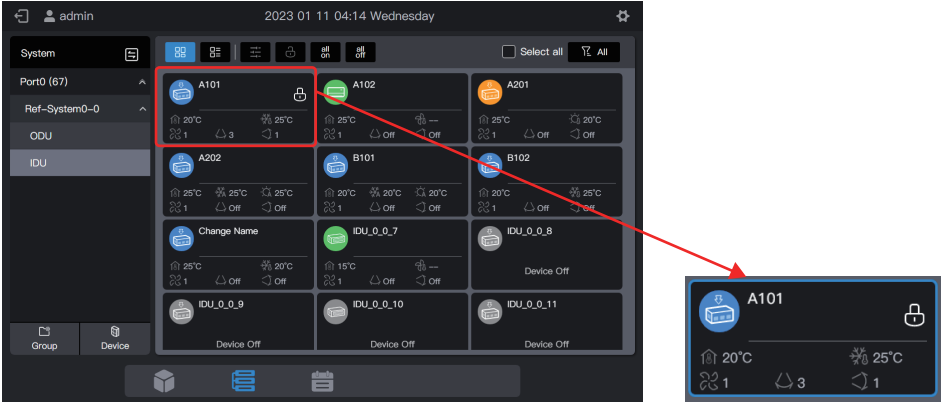 admin
2023 01 11 04:14 Wednesday
System
all on
all off
Select all
All
Port0 (67)
Ref-System0-0
ODU
IDU
A101
20°C 25°C
1 3 1
A102
25°C --
1 Off Off
A201
25°C 20°C
1 Off Off
A202
25°C 25°C 25°C
1 Off Off
B101
20°C 20°C 20°C
1 Off Off
B102
20°C 25°C
1 Off Off
Change Name
25°C 20°C
1 Off Off
IDU_0_0_7
15°C --
1 Off Off
IDU_0_0_8
Device Off
IDU_0_0_9
Device Off
IDU_0_0_10
Device Off
IDU_0_0_11
Device Off
Group
Device
A101
20°C 25°C
1 3 1